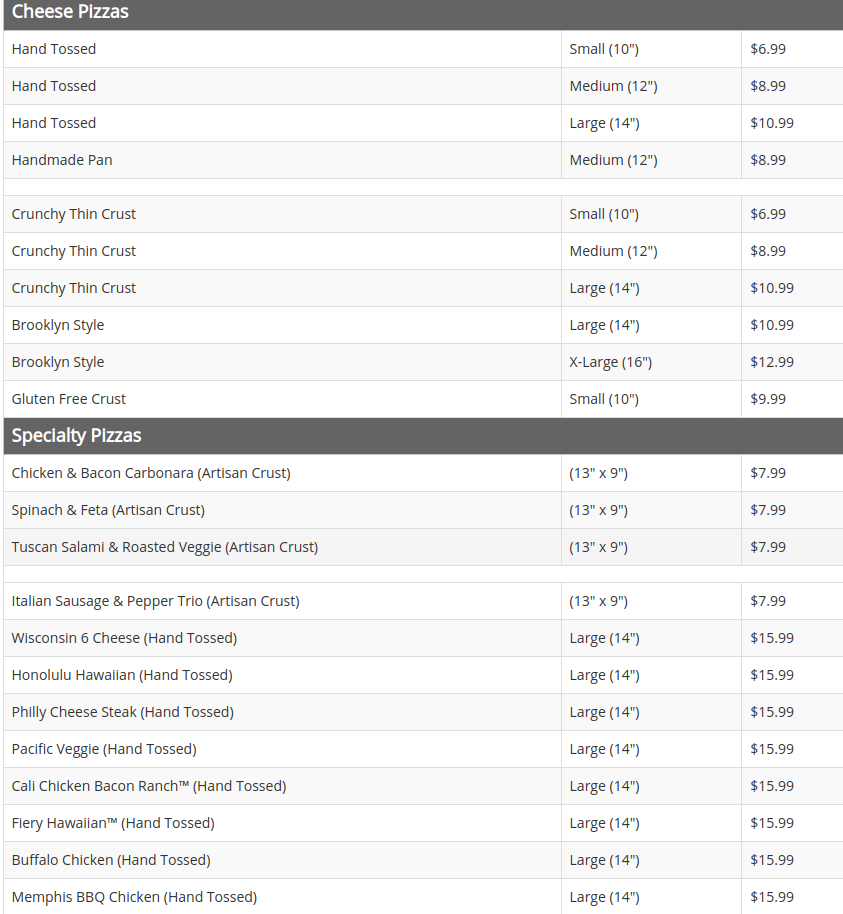 Cheese Pizzas
Hand Tossed Small (10") $6.99
Hand Tossed Medium (12") $8.99
Hand Tossed Large (14") $10.99
Handmade Pan Medium (12") $8.99
Crunchy Thin Crust Small (10") $6.99
Crunchy Thin Crust Medium (12") $8.99
Crunchy Thin Crust Large (14") $10.99
Brooklyn Style Large (14") $10.99
Brooklyn Style X-Large (16") $12.99
Gluten Free Crust Small (10") $9.99
Specialty Pizzas
Chicken & Bacon Carbonara (Artisan Crust) (13" x 9") $7.99
Spinach & Feta (Artisan Crust) (13" x 9") $7.99
Tuscan Salami & Roasted Veggie (Artisan Crust) (13" x 9") $7.99
Italian Sausage & Pepper Trio (Artisan Crust) (13" x 9") $7.99
Wisconsin 6 Cheese (Hand Tossed) Large (14") $15.99
Honolulu Hawaiian (Hand Tossed) Large (14") $15.99
Philly Cheese Steak (Hand Tossed) Large (14") $15.99
Pacific Veggie (Hand Tossed) Large (14") $15.99
Cali Chicken Bacon Ranch™ (Hand Tossed) Large (14") $15.99
Fiery Hawaiian™ (Hand Tossed) Large (14") $15.99
Buffalo Chicken (Hand Tossed) Large (14") $15.99
Memphis BBQ Chicken (Hand Tossed) Large (14") $15.99